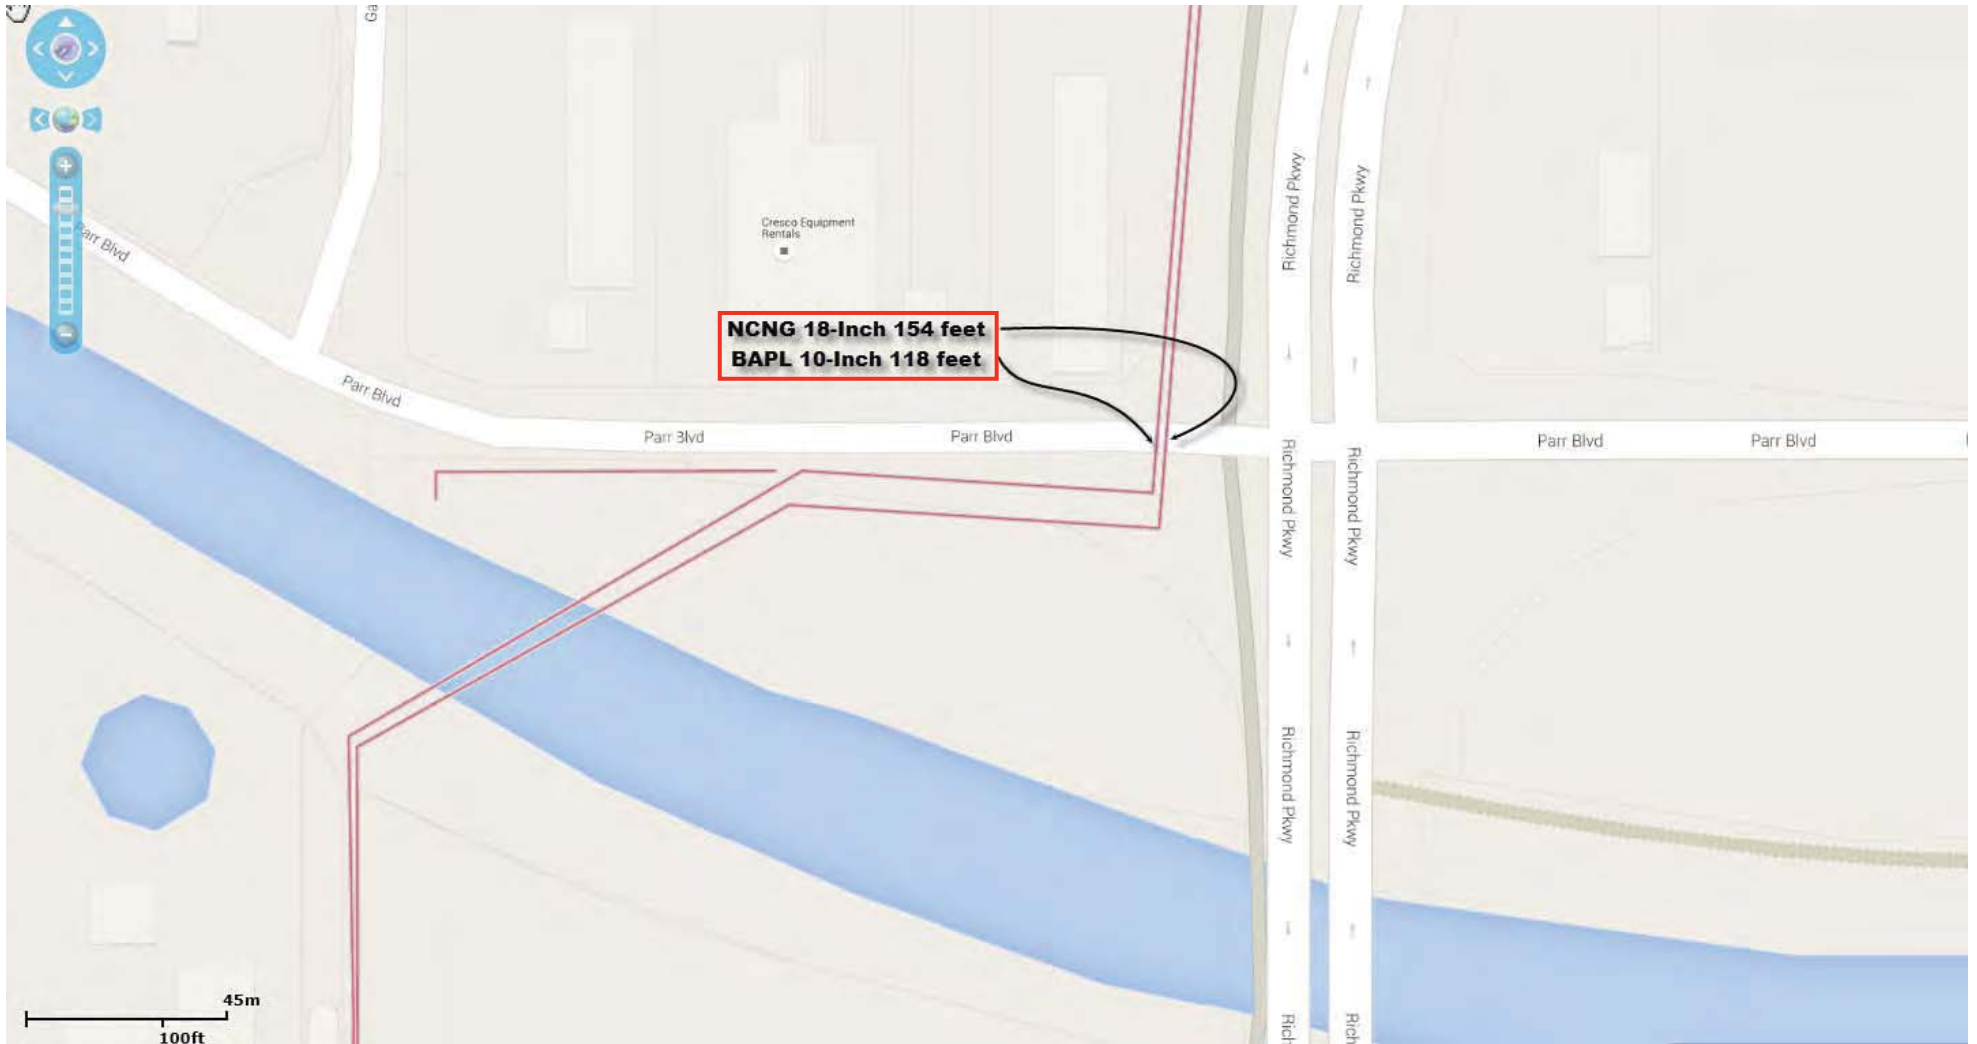 Ga
Parr Blvd
Richmond Pkwy
Richmond Pkwy
Cresco Equipment
Rentals
NCNG 18-Inch 154 feet
BAPL 10-Inch 118 feet
Parr Blvd
Parr Blvd
Parr Blvd
Parr Blvd
Parr Blvd
Richmond Pkwy
Richmond Pkwy
Richmond Pkwy
Richmond Pkwy
45m
100ft
Rich
Rich